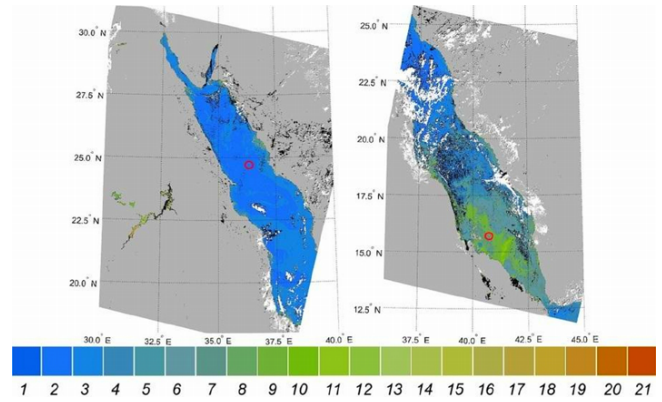 30.0° N
27.5° N
25.0° N
22.5° N
20.0° N
30.0° E 32.5° E 35.0° E 37.5° E 40.0° E
25.0° N
22.5° N
20.0° N
17.5° N
15.0° N
12.5° N
37.5° E 40.0° E 42.5° E 45.0° E
1 2 3 4 5 6 7 8 9 10 11 12 13 14 15 16 17 18 19 20 21